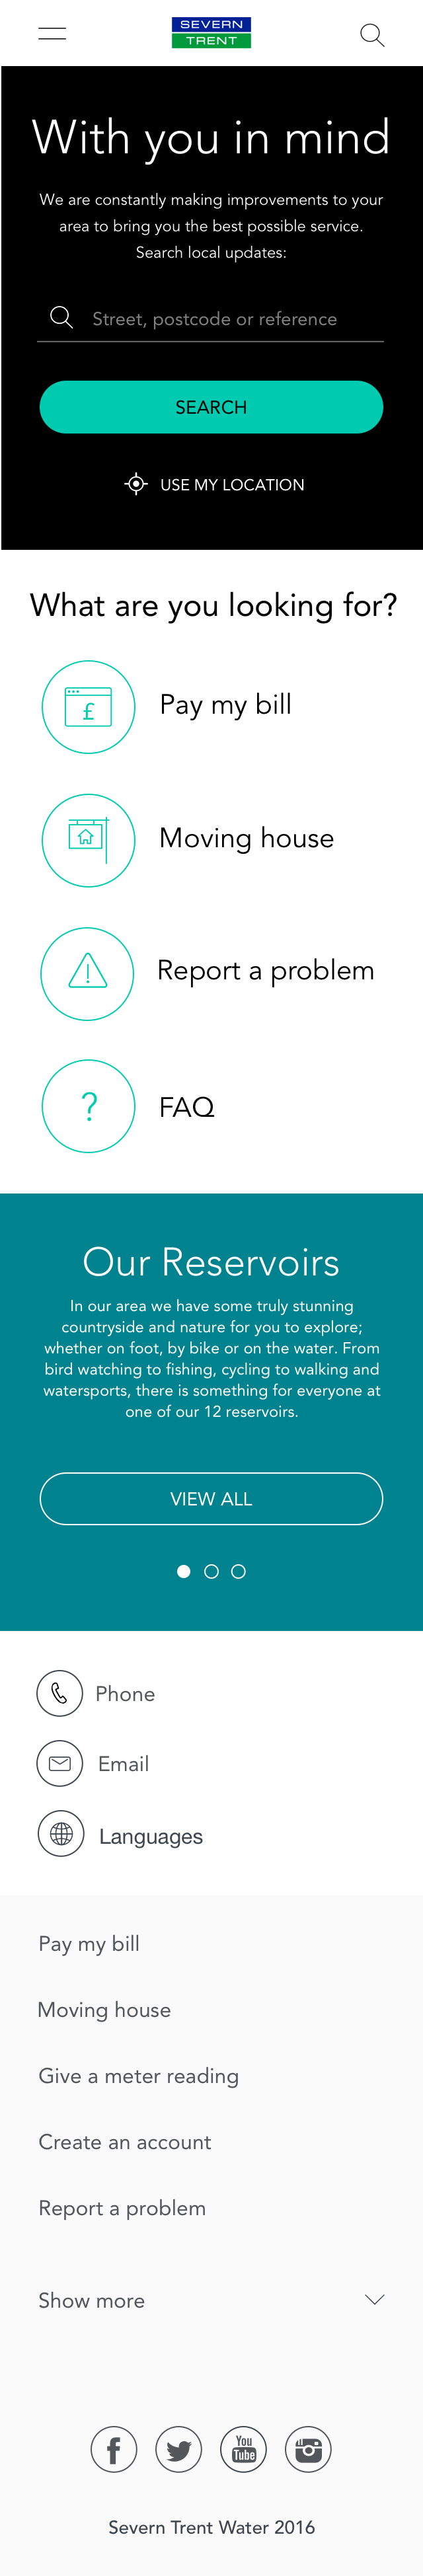 SEVERN
TRENT
With you in mind
We are constantly making improvements to your
area to bring you the best possible service.
Search local updates:
Street, postcode or reference
SEARCH
USE MY LOCATION
What are you looking for?
£
Pay my bill
Moving house
!
Report a problem
?
FAQ
Our Reservoirs
In our area we have some truly stunning
countryside and nature for you to explore;
whether on foot, by bike or on the water. From
bird watching to fishing, cycling to walking and
watersports, there is something for everyone at
one of our 12 reservoirs.
VIEW ALL
Phone
Email
Languages
Pay my bill
Moving house
Give a meter reading
Create an account
Report a problem
Show more
f
You
Tube
Severn Trent Water 2016